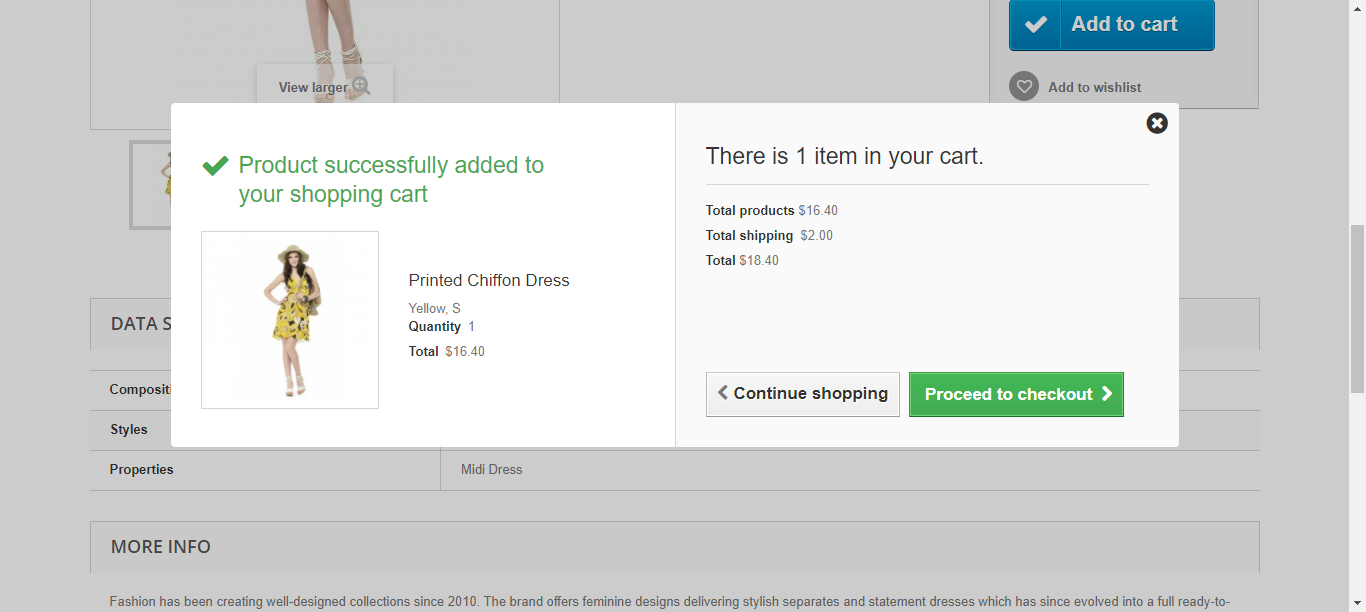 Add to cart
View larger
Add to wishlist
Product successfully added to
your shopping cart
Printed Chiffon Dress
Yellow, S
Quantity 1
Total $16.40
There is 1 item in your cart.
Total products $16.40
Total shipping $2.00
Total $18.40
Continue shopping
Proceed to checkout
DATA S
Compositi
Styles
Properties Midi Dress
MORE INFO
Fashion has been creating well-designed collections since 2010. The brand offers feminine designs delivering stylish separates and statement dresses which has since evolved into a full ready-to-